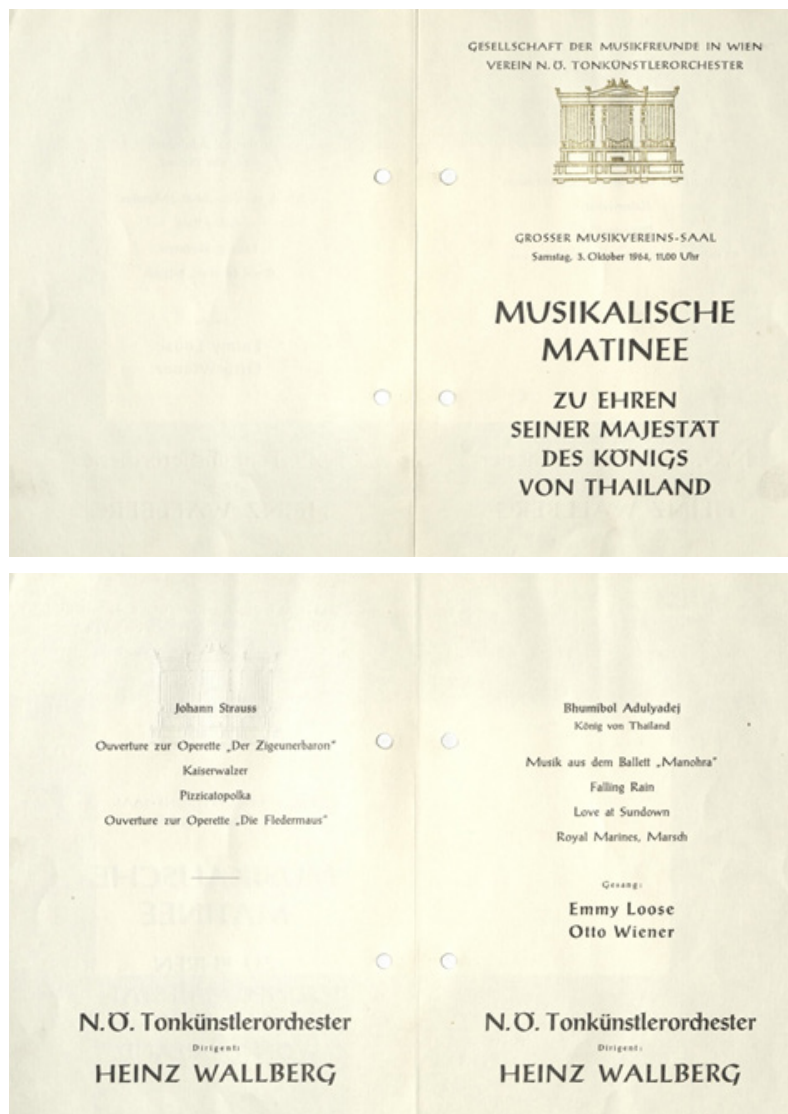 GESELLSCHAFT DER MUSIKFREUNDE IN WIEN
VEREIN N. Ö. TONKÜNSTLERORCHESTER
GROSSER MUSIKVEREINS-SAAL
Samstag, 3. Oktober 1964, 11.00 Uhr
MUSIKALISCHE
MATINEE
ZU EHREN
SEINER MAJESTÄT
DES KÖNIGS
VON THAILAND
Johann Strauss
Ouverture zur Operette „Der Zigeunerbaron"
Kaiserwalzer
Pizzicatopolka
Ouverture zur Operette „Die Fledermaus"
N. Ö. Tonkünstlerorchester
Dirigent:
HEINZ WALLBERG
Bhumibol Adulyadej
König von Thailand
Musik aus dem Ballett „Manohra"
Falling Rain
Love at Sundown
Royal Marines, Marsch
Gesang:
Emmy Loose
Otto Wiener
N. Ö. Tonkünstlerorchester
Dirigent:
HEINZ WALLBERG